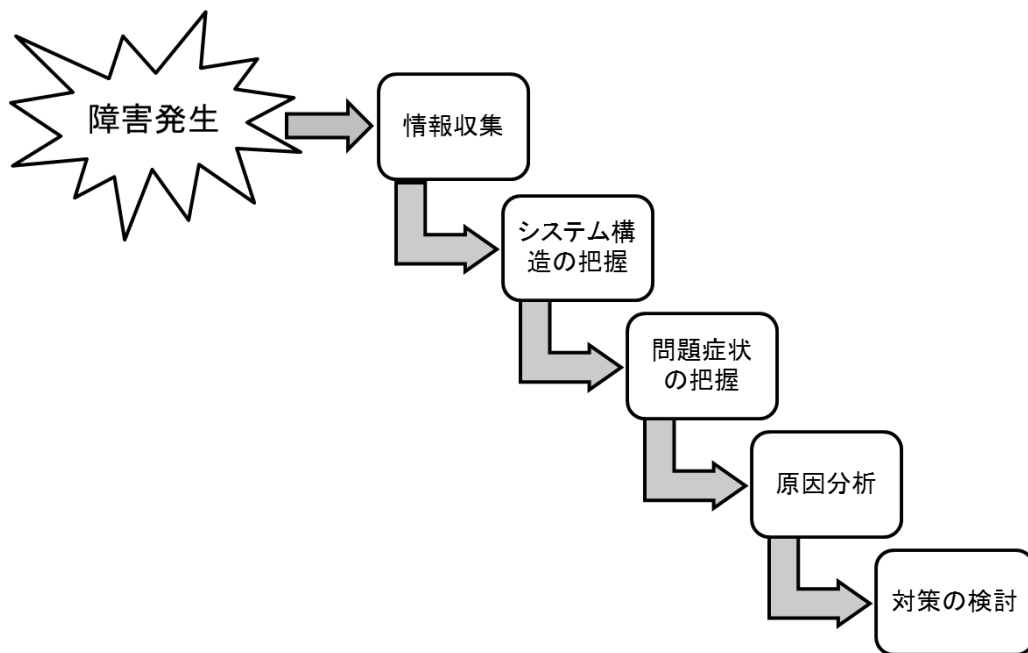 障害発生
情報収集
システム構
造の把握
問題症状
の把握
原因分析
対策の検討